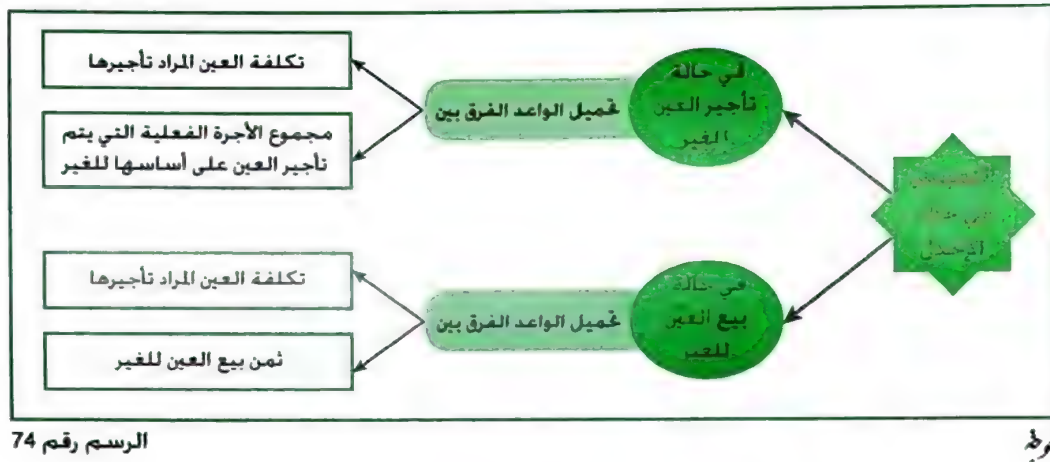 في حالة
تأجير العين
للغير
تحميل الواعد الفرق بين
تكلفة العين المراد تأجيرها
مجموع الأجرة الفعلية التي يتم
تأجير العين على أساسها للغير
في حالة
بيع العين
للغير
تحميل الواعد الفرق بين
تكلفة العين المراد تأجيرها
ثمن بيع العين للغير
الرسم رقم 74